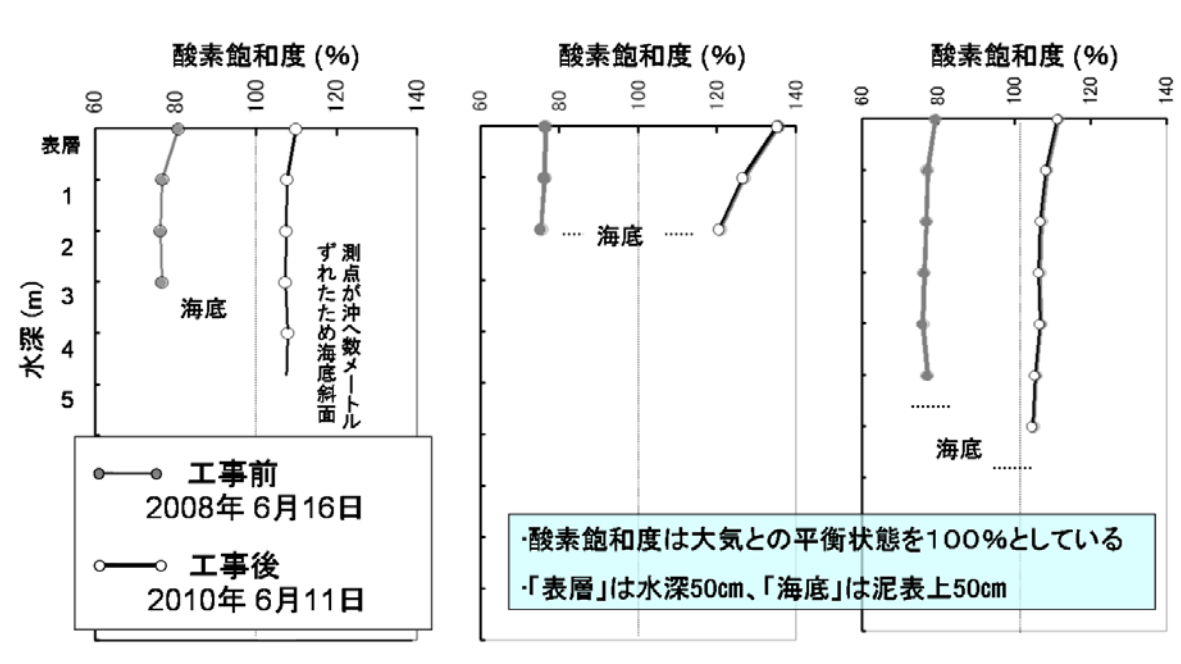 酸素飽和度 (%)
60 80 100 120 140
酸素飽和度 (%)
60 80 100 120 140
酸素飽和度 (%)
60 80 100 120 140
水深 (m)
表層
1
2
3
4
5
海底
測点が沖へ数メートル
ずれたため海底斜面
海底
海底
工事前
2008年 6月16日
工事後
2010年 6月11日
・酸素飽和度は大気との平衡状態を100%としている
・「表層」は水深50㎝、「海底」は泥表上50㎝